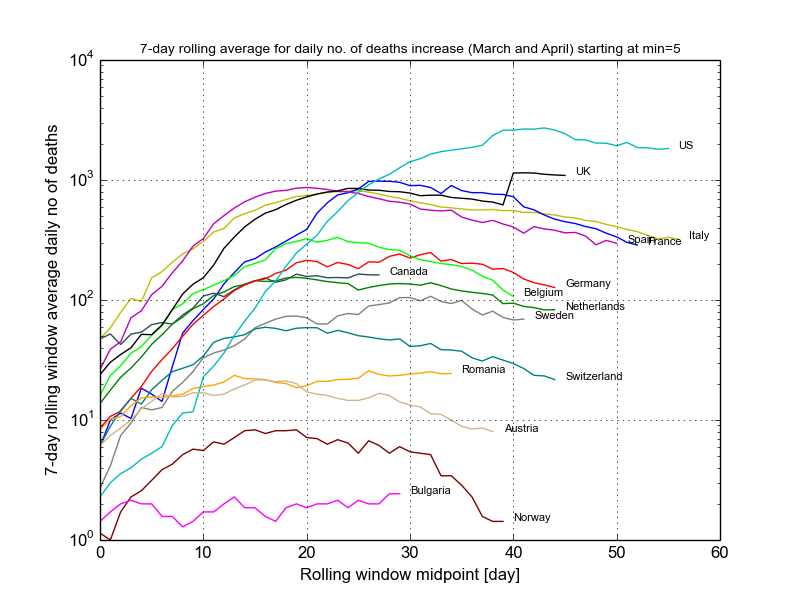 7-day rolling average for daily no. of deaths increase (March and April) starting at min=5
7-day rolling window average daily no of deaths
10^4
10^3
10^2
10^1
10^0
US
UK
Italy
Spain
France
Canada
Germany
Belgium
Netherlands
Sweden
Romania
Switzerland
Austria
Bulgaria
Norway
0 10 20 30 40 50 60
Rolling window midpoint [day]